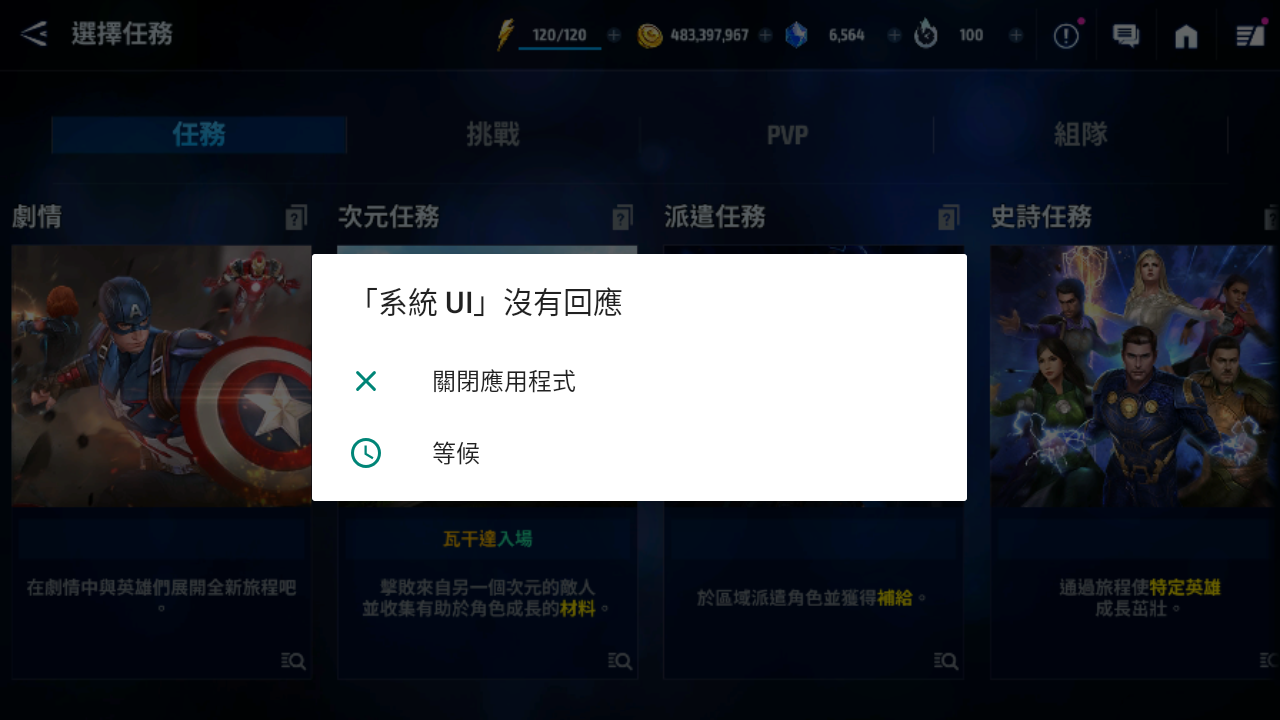 選擇任務
120/120
483,397,967
6,564
100
任務
挑戰
PVP
組隊
劇情
次元任務
派遣任務
史詩任務
「系統 UI」沒有回應
關閉應用程式
等候
在劇情中與英雄們展開全新旅程吧
。
瓦干達入場
擊敗來自另一個次元的敵人
並收集有助於角色成長的材料。
於區域派遣角色並獲得補給。
通過旅程使特定英雄
成長茁壯。